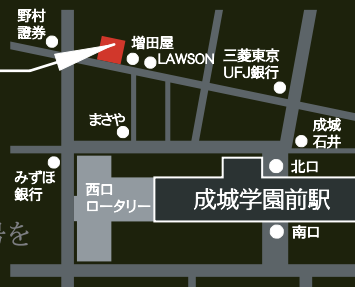 野村
證券
増田屋
LAWSON
三菱東京
UFJ銀行
まさや
成城
石井
みずほ
銀行
西口
ロータリー
北口
成城学園前駅
南口
を